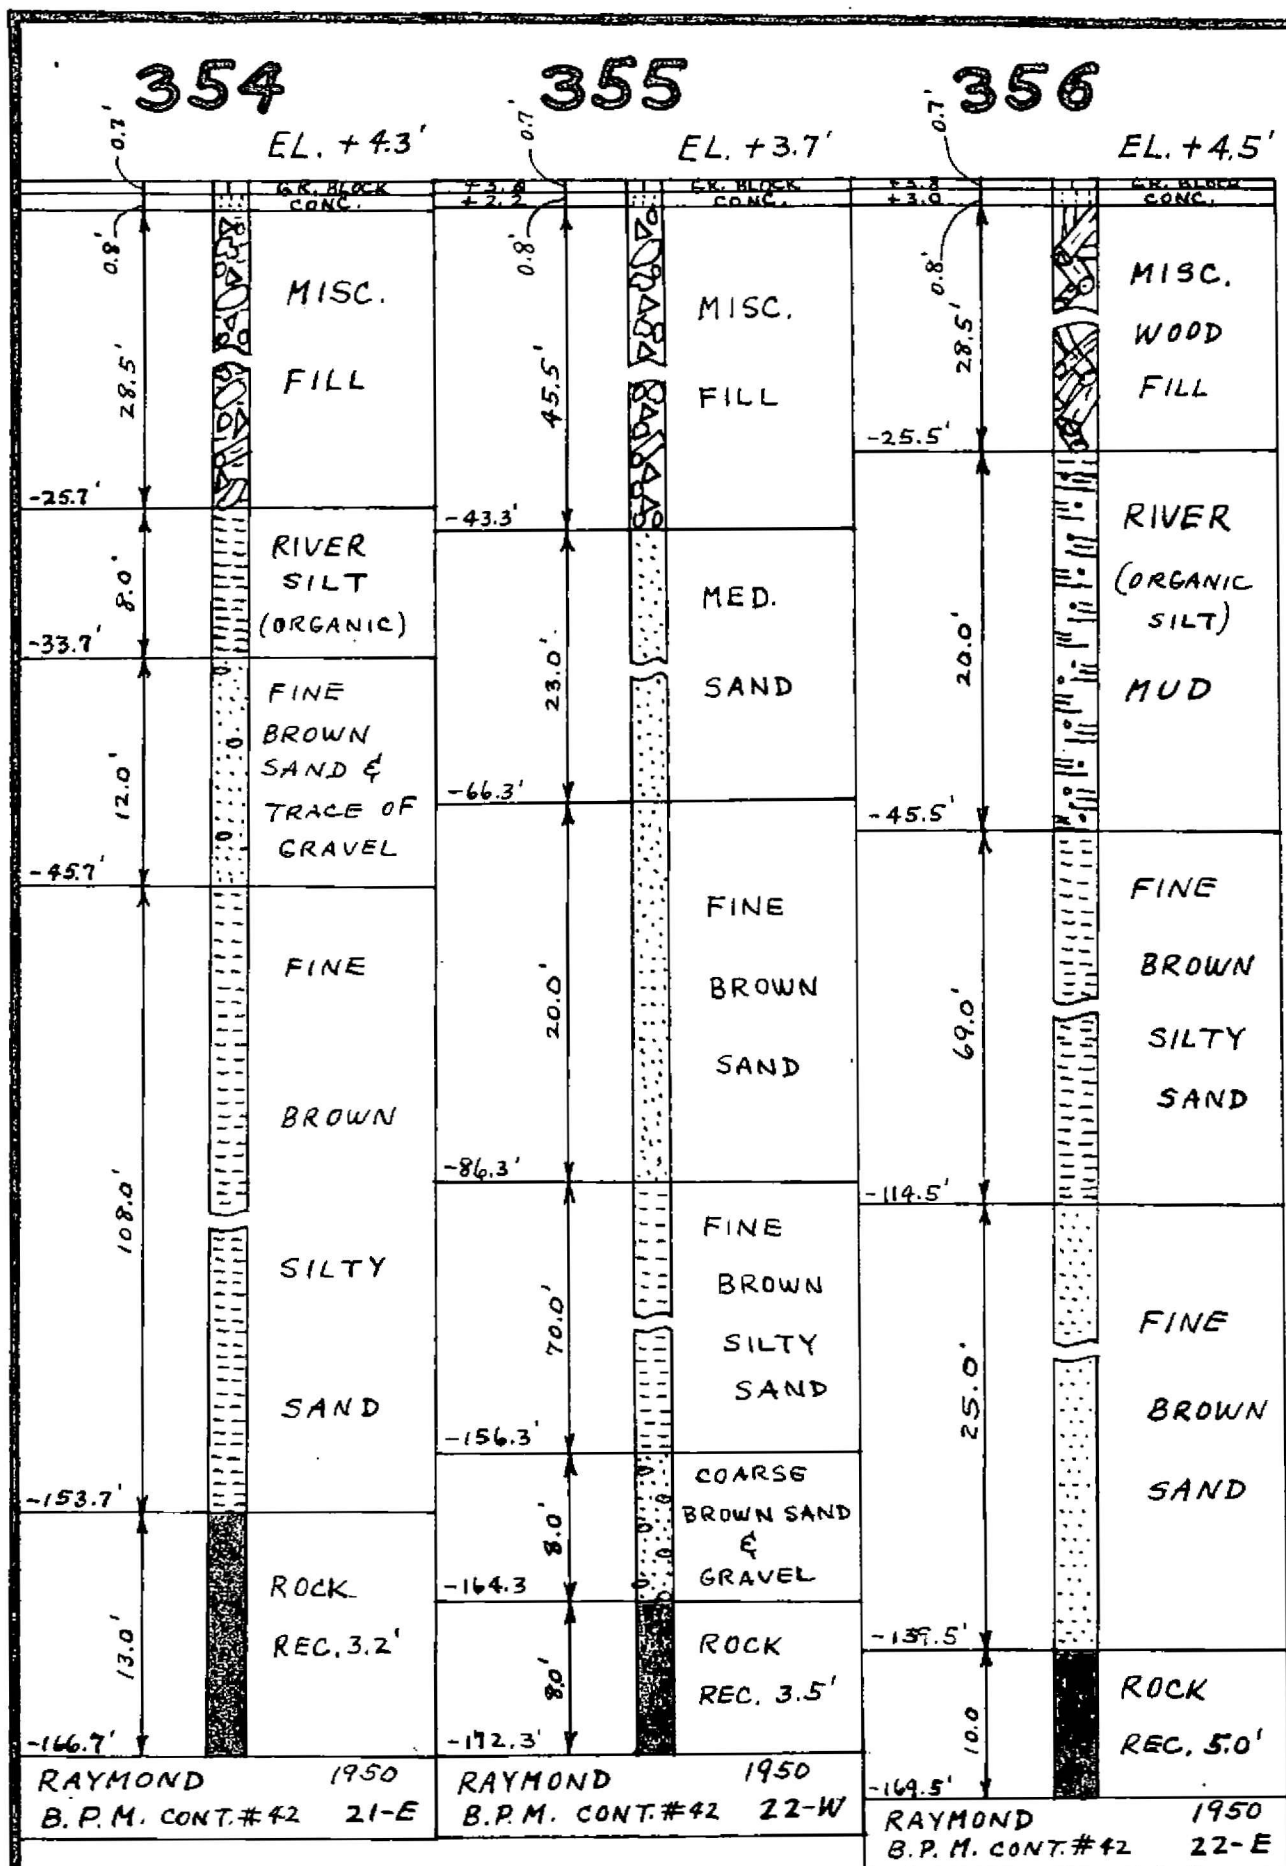 354
EL. +4.3'
0.7'
GR. BLOCK
CONC.
0.8'
28.5'
MISC.
FILL
-25.7'
8.0'
RIVER
SILT
(ORGANIC)
-33.7'
12.0'
FINE
BROWN
SAND &
TRACE OF
GRAVEL
-45.7'
108.0'
FINE
BROWN
SILTY
SAND
-153.7'
13.0'
ROCK
REC. 3.2'
-166.7'
RAYMOND 1950
B.P.M. CONT. #42 21-E
355
EL. +3.7'
0.7'
GR. BLOCK
+2.2
CONC.
0.8'
45.5'
MISC.
FILL
-43.3'
23.0'
MED.
SAND
-66.3'
20.0'
FINE
BROWN
SAND
-86.3'
70.0'
FINE
BROWN
SILTY
SAND
-156.3'
8.0'
COARSE
BROWN SAND
&
GRAVEL
-164.3
8.0'
ROCK
REC. 3.5'
-172.3'
RAYMOND 1950
B.P.M. CONT. #42 22-W
356
EL. +4.5'
0.7'
+3.8
GR. BLOCK
+3.0
CONC.
0.8'
28.5'
MISC.
WOOD
FILL
-25.5'
20.0'
RIVER
(ORGANIC
SILT)
MUD
-45.5'
69.0'
FINE
BROWN
SILTY
SAND
-114.5'
25.0'
FINE
BROWN
SAND
-139.5'
10.0
ROCK
REC. 5.0'
RAYMOND 1950
B.P.M. CONT. #42 22-E